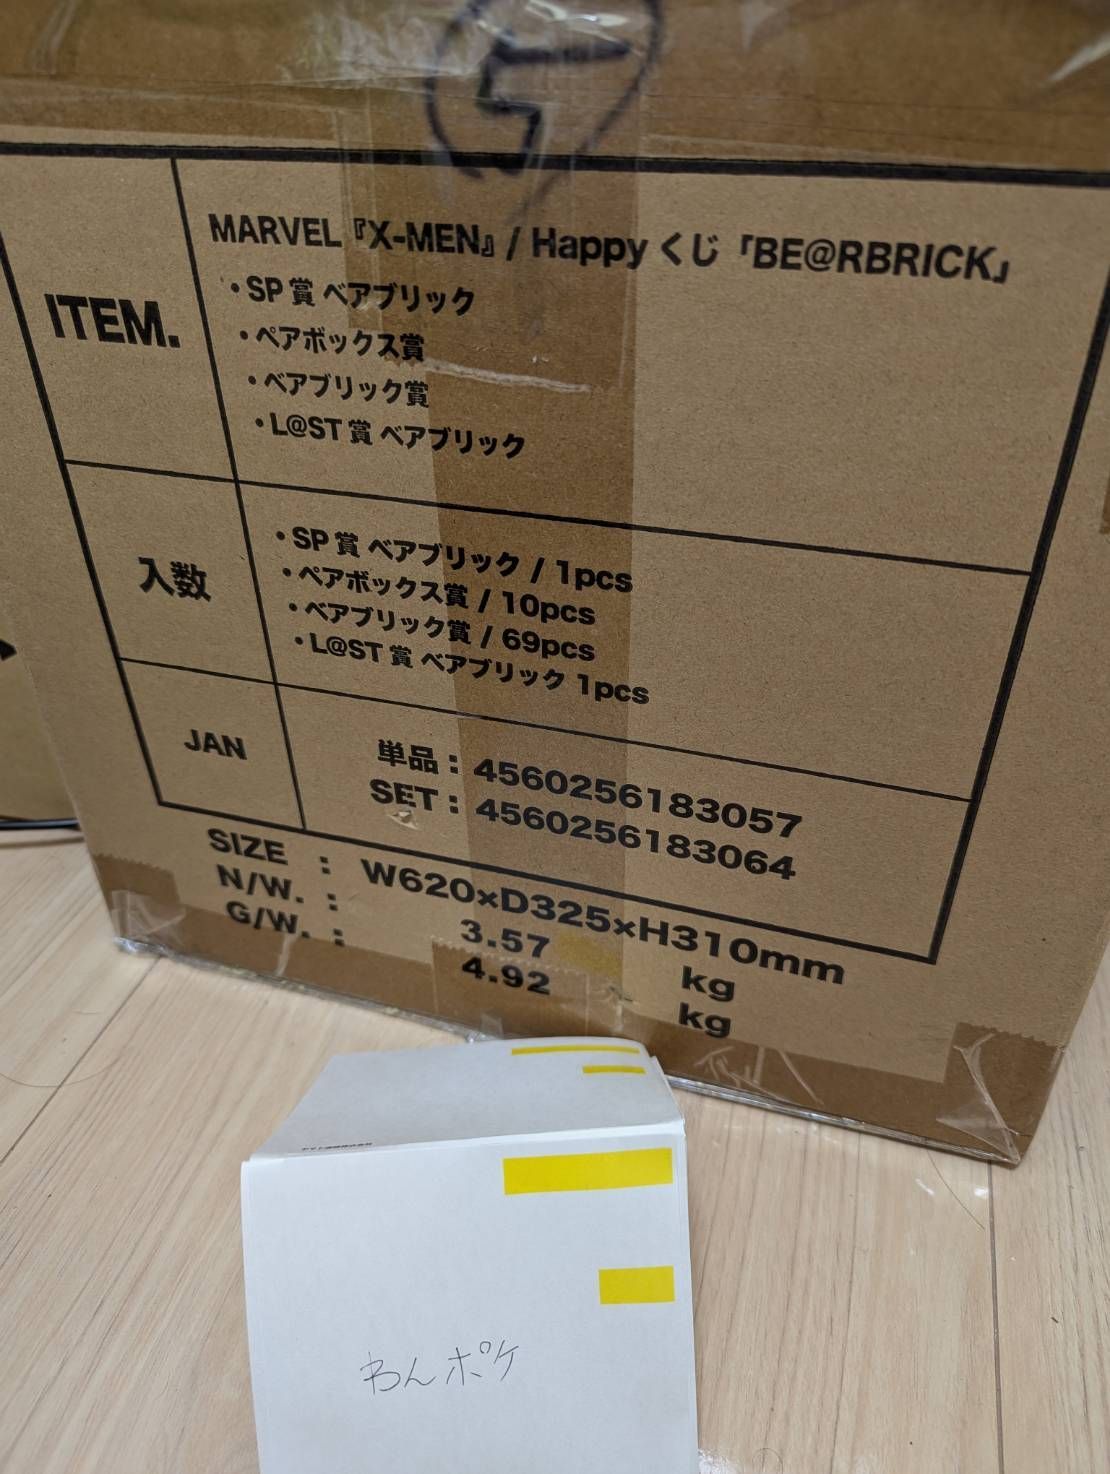 ITEM.
MARVEL『X-MEN』/ Happyくじ「BE@RBRICK」
・SP賞 ベアブリック
・ペアボックス賞
・ベアブリック賞
・L@ST賞 ベアブリック
入数
・SP賞 ベアブリック / 1pcs
・ペアボックス賞 / 10pcs
・ベアブリック賞 / 69pcs
・L@ST賞 ベアブリック 1pcs
JAN
単品: 4560256183057
SET: 4560256183064
SIZE : W620×D325×H310mm
N/W. : 3.57 kg
G/W. : 4.92 kg
わんポケ